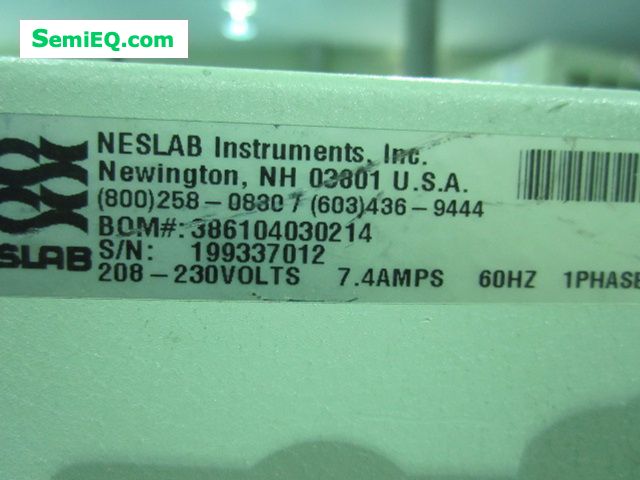 SemiEQ.com
NESLAB Instruments, Inc.
Newington, NH 03801 U.S.A.
(800)258-0830 / (603)436-9444
BOM#: 386104030214
S/N: 199337012
SLAB
208-230VOLTS 7.4AMPS 60HZ 1PHASE